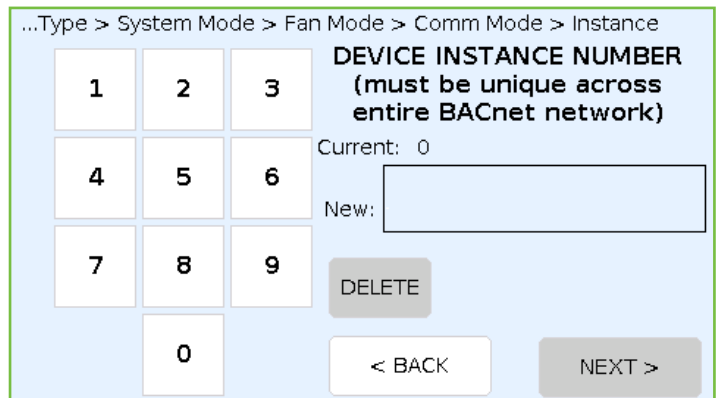 ...Type > System Mode > Fan Mode > Comm Mode > Instance
DEVICE INSTANCE NUMBER
(must be unique across
entire BACnet network)
1 2 3
Current: 0
4 5 6
New:
7 8 9
DELETE
0
< BACK
NEXT >